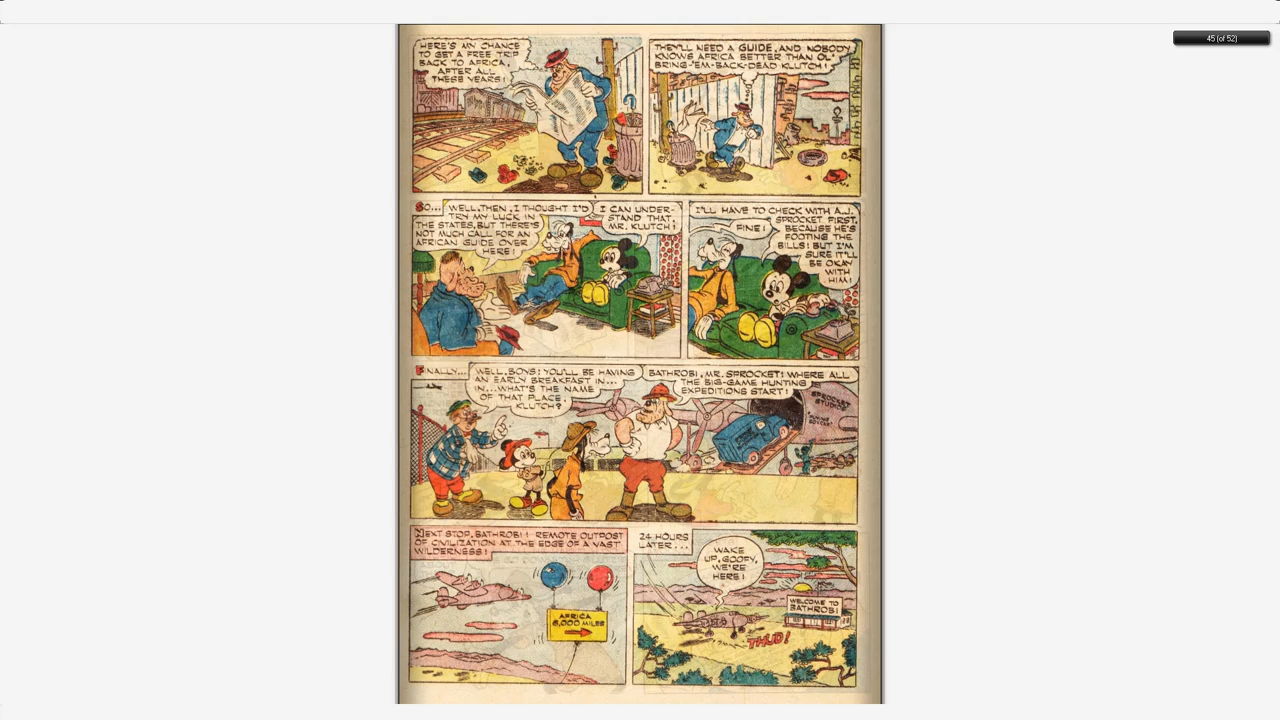 45 (of 52)
HERE'S MY CHANCE
TO GET A FREE TRIP
BACK TO AFRICA,
AFTER ALL
THESE YEARS!
THEY'LL NEED A GUIDE, AND NOBODY
KNOWS AFRICA BETTER THAN OL'
BRING-'EM-BACK-DEAD KLUTCH!
SO...
WELL, THEN, I THOUGHT I'D
TRY MY LUCK IN
THE STATES, BUT THERE'S
NOT MUCH CALL FOR AN
AFRICAN GUIDE OVER
HERE!
I CAN UNDER-
STAND THAT,
MR. KLUTCH!
FINE!
I'LL HAVE TO CHECK WITH A.J.
SPROCKET FIRST,
BECAUSE HE'S
FOOTING THE
BILLS! BUT I'M
SURE IT'LL
BE OKAY
WITH
HIM!
FINALLY...
WELL, BOYS! YOU'LL BE HAVING
AN EARLY BREAKFAST IN...
IN...WHAT'S THE NAME
OF THAT PLACE,
KLUTCH?
BATHROBI, MR. SPROCKET! WHERE ALL
THE BIG-GAME HUNTING
EXPEDITIONS START!
SPROCKET
STUDIOS
NEXT STOP, BATHROBI! REMOTE OUTPOST
OF CIVILIZATION AT THE EDGE OF A VAST
WILDERNESS!
AFRICA
6,000 MILES
24 HOURS
LATER...
WAKE
UP, GOOFY,
WE'RE
HERE!
WELCOME TO
BATHROBI
THUD!